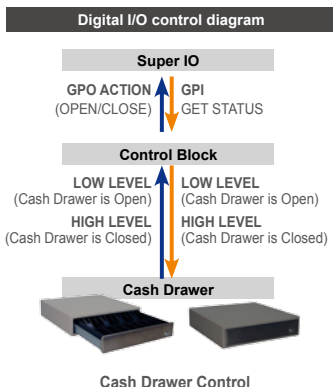 Digital I/O control diagram
Super IO
GPO ACTION GPI
(OPEN/CLOSE) GET STATUS
Control Block
LOW LEVEL LOW LEVEL
(Cash Drawer is Open) (Cash Drawer is Open)
HIGH LEVEL HIGH LEVEL
(Cash Drawer is Closed) (Cash Drawer is Closed)
Cash Drawer
Cash Drawer Control